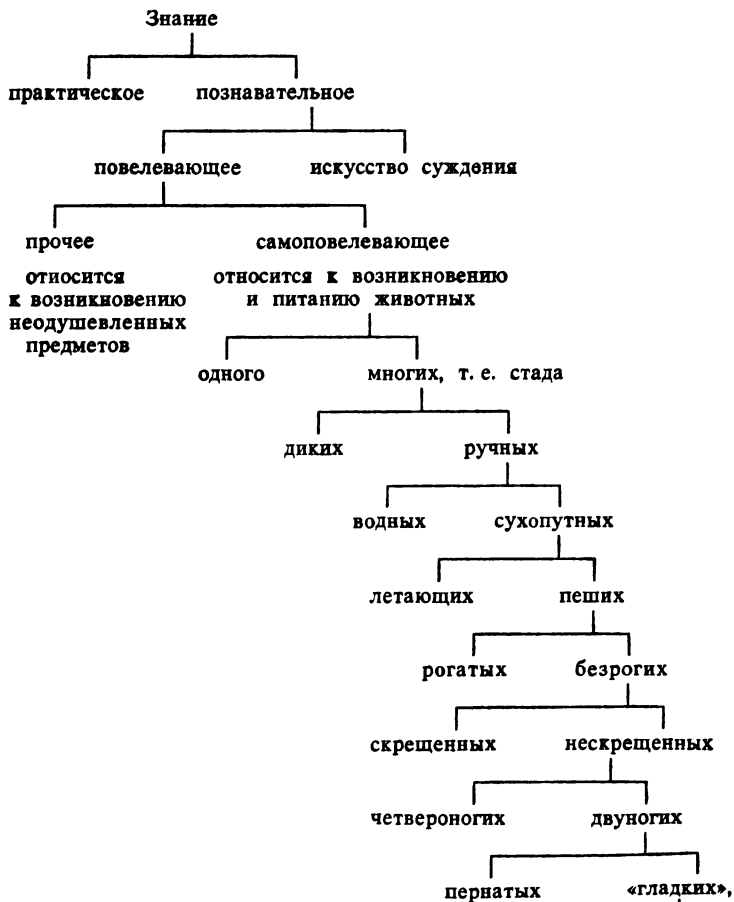 Знание
практическое познавательное
повелевающее искусство суждения
прочее самоповелевающее
относится относится к возникновению
к возникновению и питанию животных
неодушевленных
предметов
одного многих, т. е. стада
диких ручных
водных сухопутных
летающих пеших
рогатых безрогих
скрещенных нескрещенных
четвероногих двуногих
пернатых «гладких»,